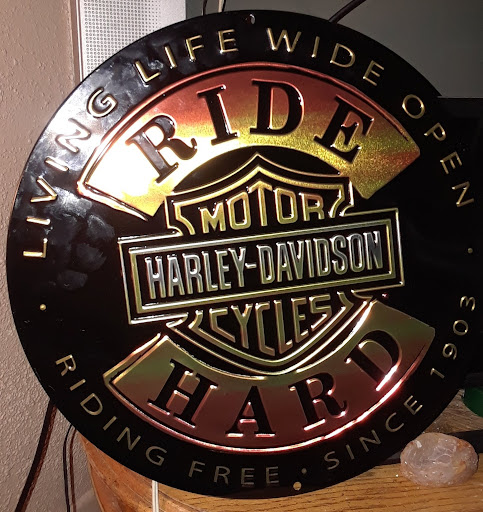 LIVING LIFE WIDE OPEN
RIDE
MOTOR
HARLEY-DAVIDSON
CYCLES
HARD
· RIDING FREE · SINCE 1903 ·